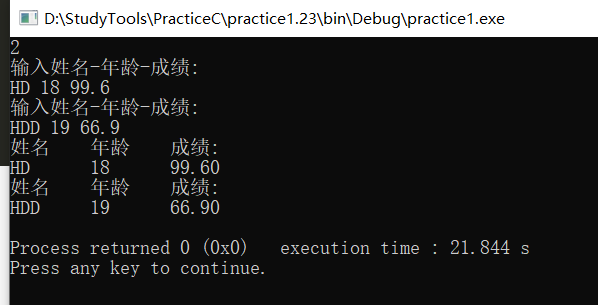 D:\StudyTools\PracticeC\practice1.23\bin\Debug\practice1.exe
2
输入姓名-年龄-成绩:
HD 18 99.6
输入姓名-年龄-成绩:
HDD 19 66.9
姓名 年龄 成绩:
HD 18 99.60
姓名 年龄 成绩:
HDD 19 66.90
Process returned 0 (0x0) execution time : 21.844 s
Press any key to continue.